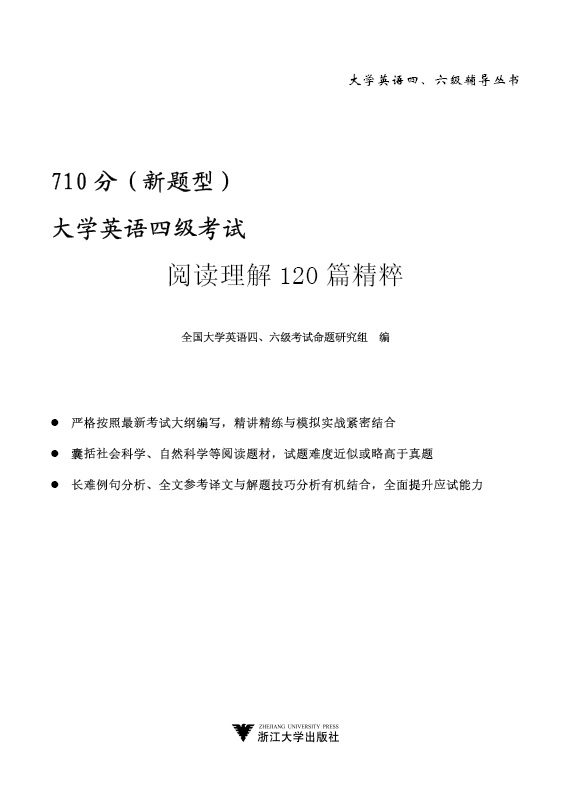 大学英语四、六级辅导丛书
710分（新题型）
大学英语四级考试
阅读理解120篇精粹
全国大学英语四、六级考试命题研究组　编
● 严格按照最新考试大纲编写，精讲精练与模拟实战紧密结合
● 囊括社会科学、自然科学等阅读题材，试题难度近似或略高于真题
● 长难例句分析、全文参考译文与解题技巧分析有机结合，全面提升应试能力
ZHEJIANG UNIVERSITY PRESS
浙江大学出版社